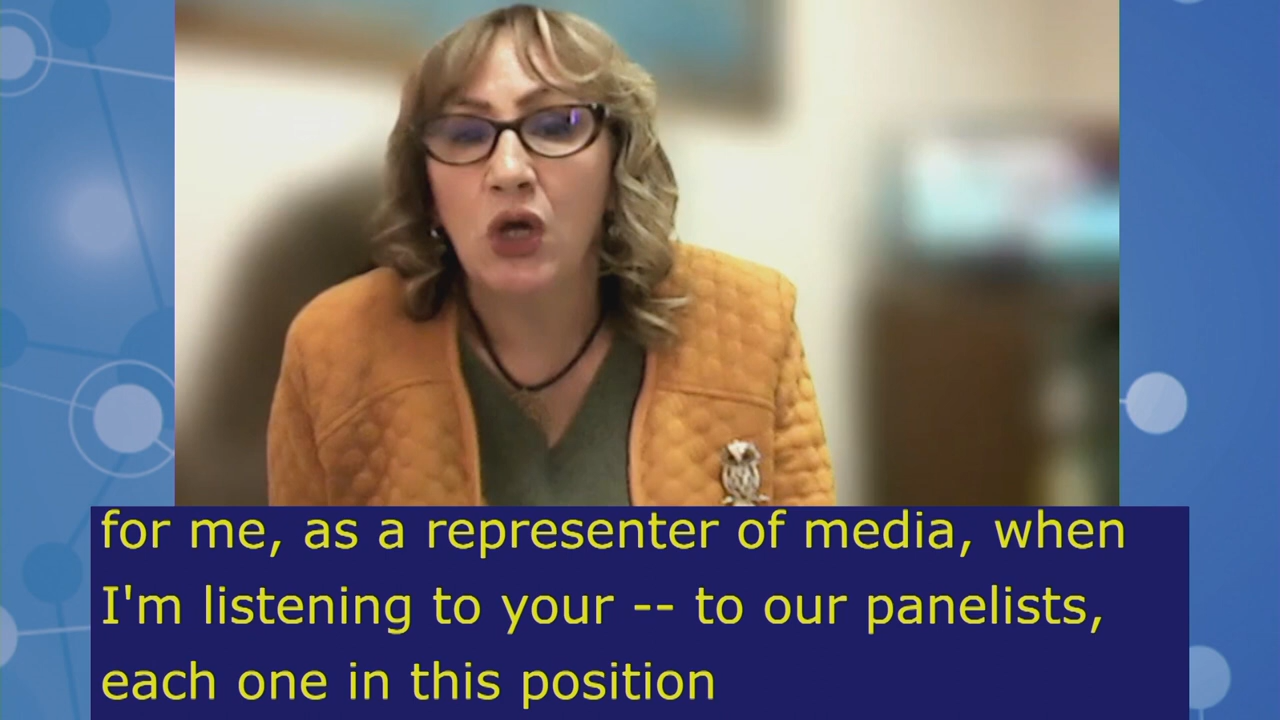 for me, as a representer of media, when
I'm listening to your -- to our panelists,
each one in this position